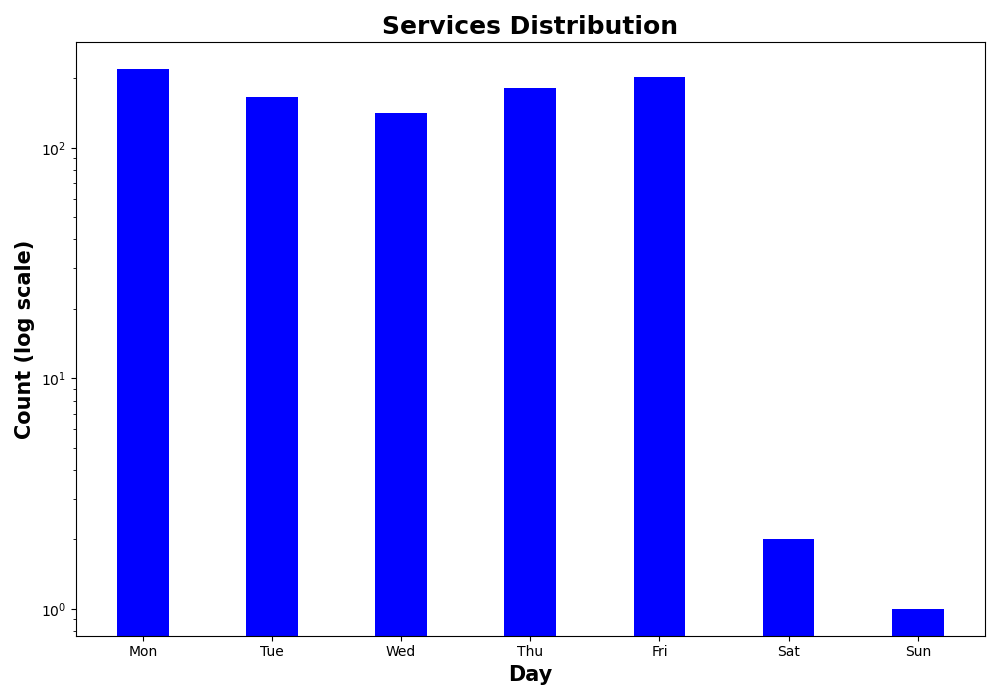 Services Distribution
Count (log scale)
10²
10¹
10⁰
Mon Tue Wed Thu Fri Sat Sun
Day